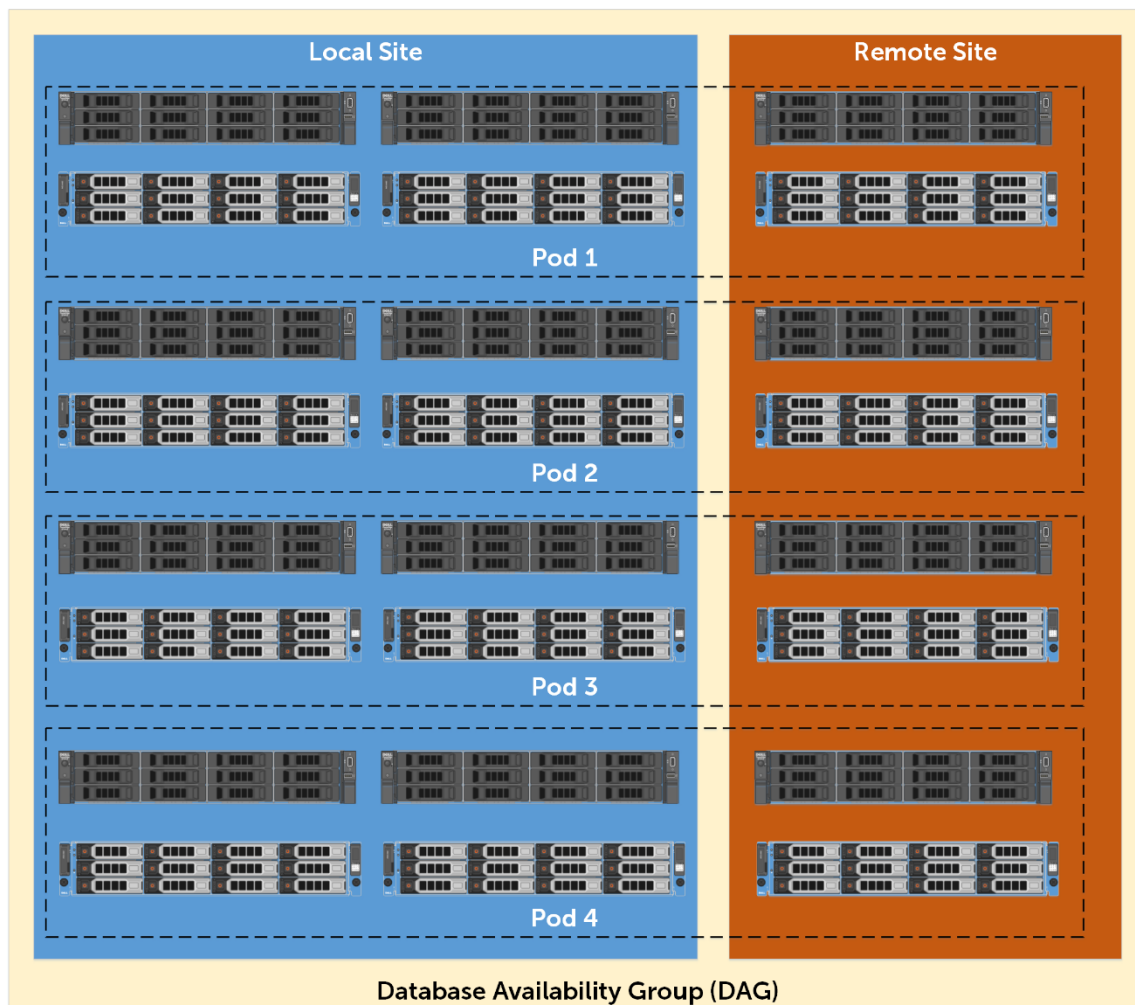 Local Site
Remote Site
Pod 1
Pod 2
Pod 3
Pod 4
Database Availability Group (DAG)